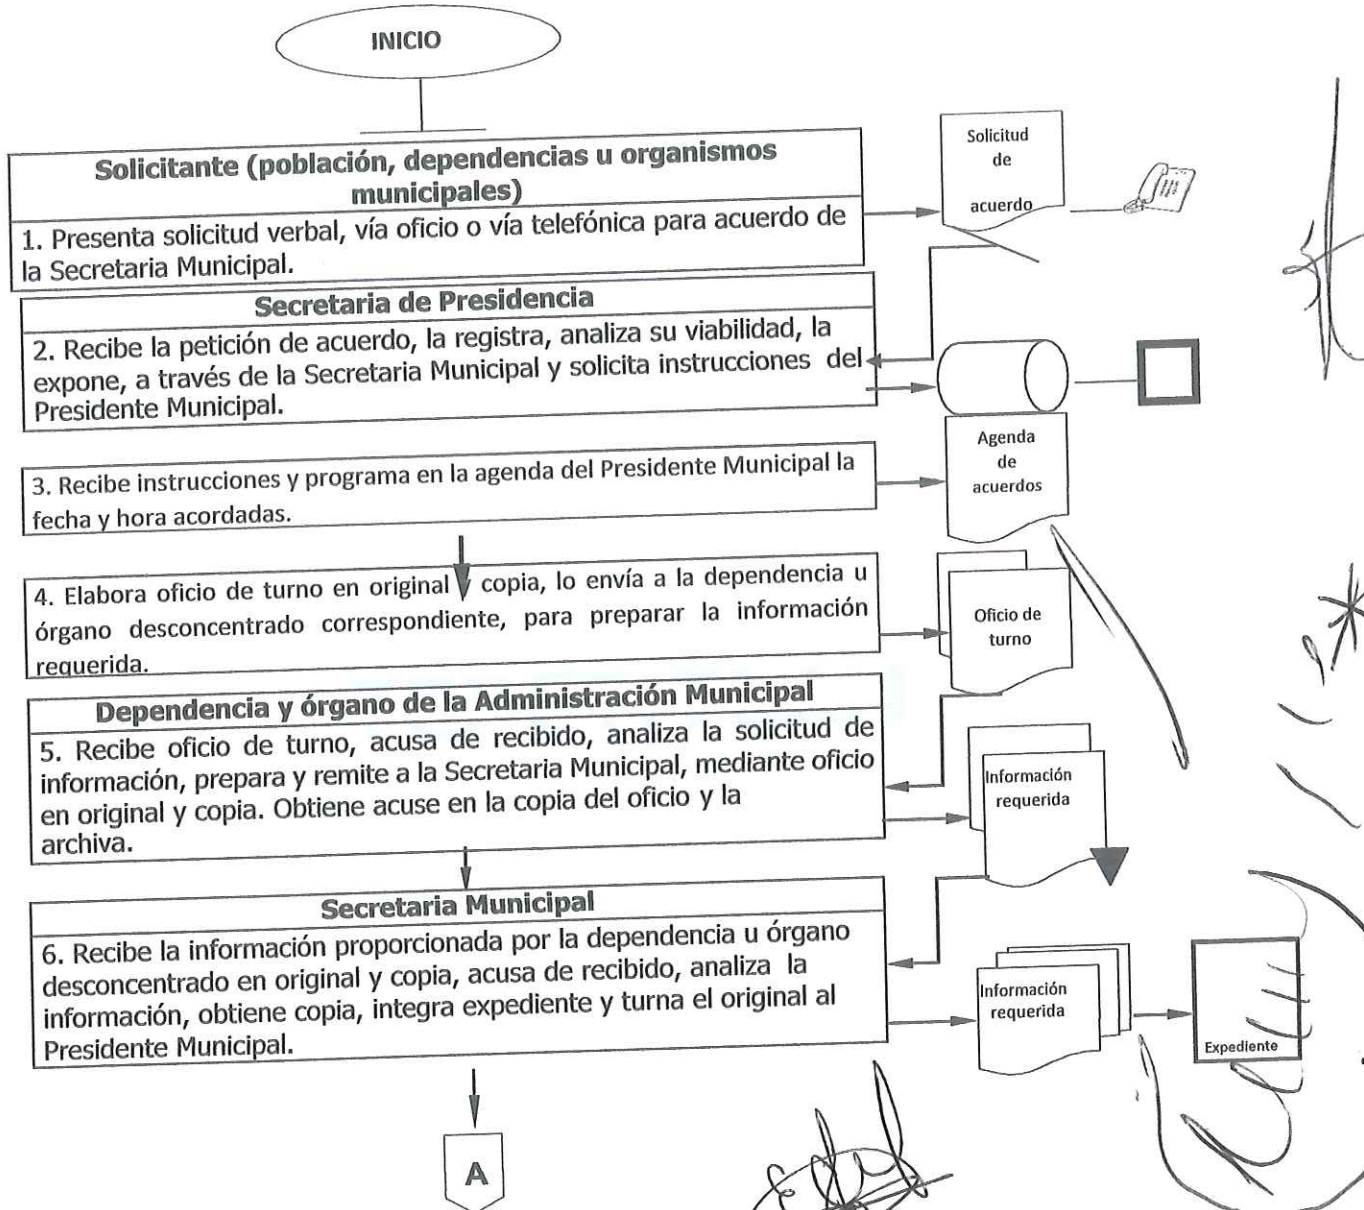 INICIO
Solicitante (población, dependencias u organismos
municipales)
1. Presenta solicitud verbal, vía oficio o vía telefónica para acuerdo de
la Secretaria Municipal.
Solicitud
de
acuerdo
Secretaria de Presidencia
2. Recibe la petición de acuerdo, la registra, analiza su viabilidad, la
expone, a través de la Secretaria Municipal y solicita instrucciones del
Presidente Municipal.
3. Recibe instrucciones y programa en la agenda del Presidente Municipal la
fecha y hora acordadas.
Agenda
de
acuerdos
4. Elabora oficio de turno en original copia, lo envía a la dependencia u
órgano desconcentrado correspondiente, para preparar la información
requerida.
Oficio de
turno
Dependencia y órgano de la Administración Municipal
5. Recibe oficio de turno, acusa de recibido, analiza la solicitud de
información, prepara y remite a la Secretaria Municipal, mediante oficio
en original y copia. Obtiene acuse en la copia del oficio y la
archiva.
Información
requerida
Secretaria Municipal
6. Recibe la información proporcionada por la dependencia u órgano
desconcentrado en original y copia, acusa de recibido, analiza la
información, obtiene copia, integra expediente y turna el original al
Presidente Municipal.
Información
requerida
Expediente
A